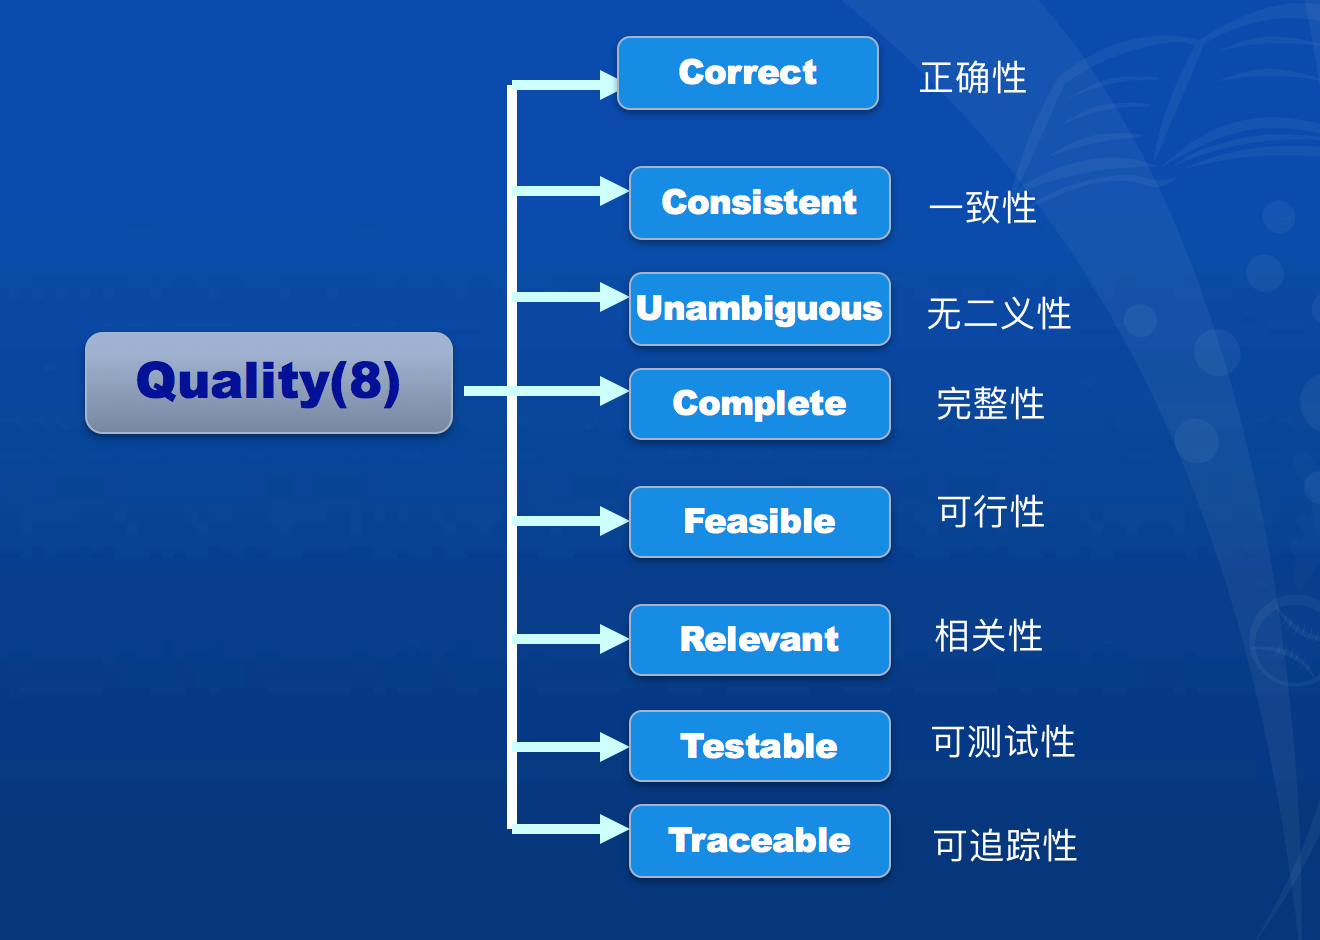 Correct 正确性
Consistent 一致性
Unambiguous 无二义性
Quality(8)
Complete 完整性
Feasible 可行性
Relevant 相关性
Testable 可测试性
Traceable 可追踪性